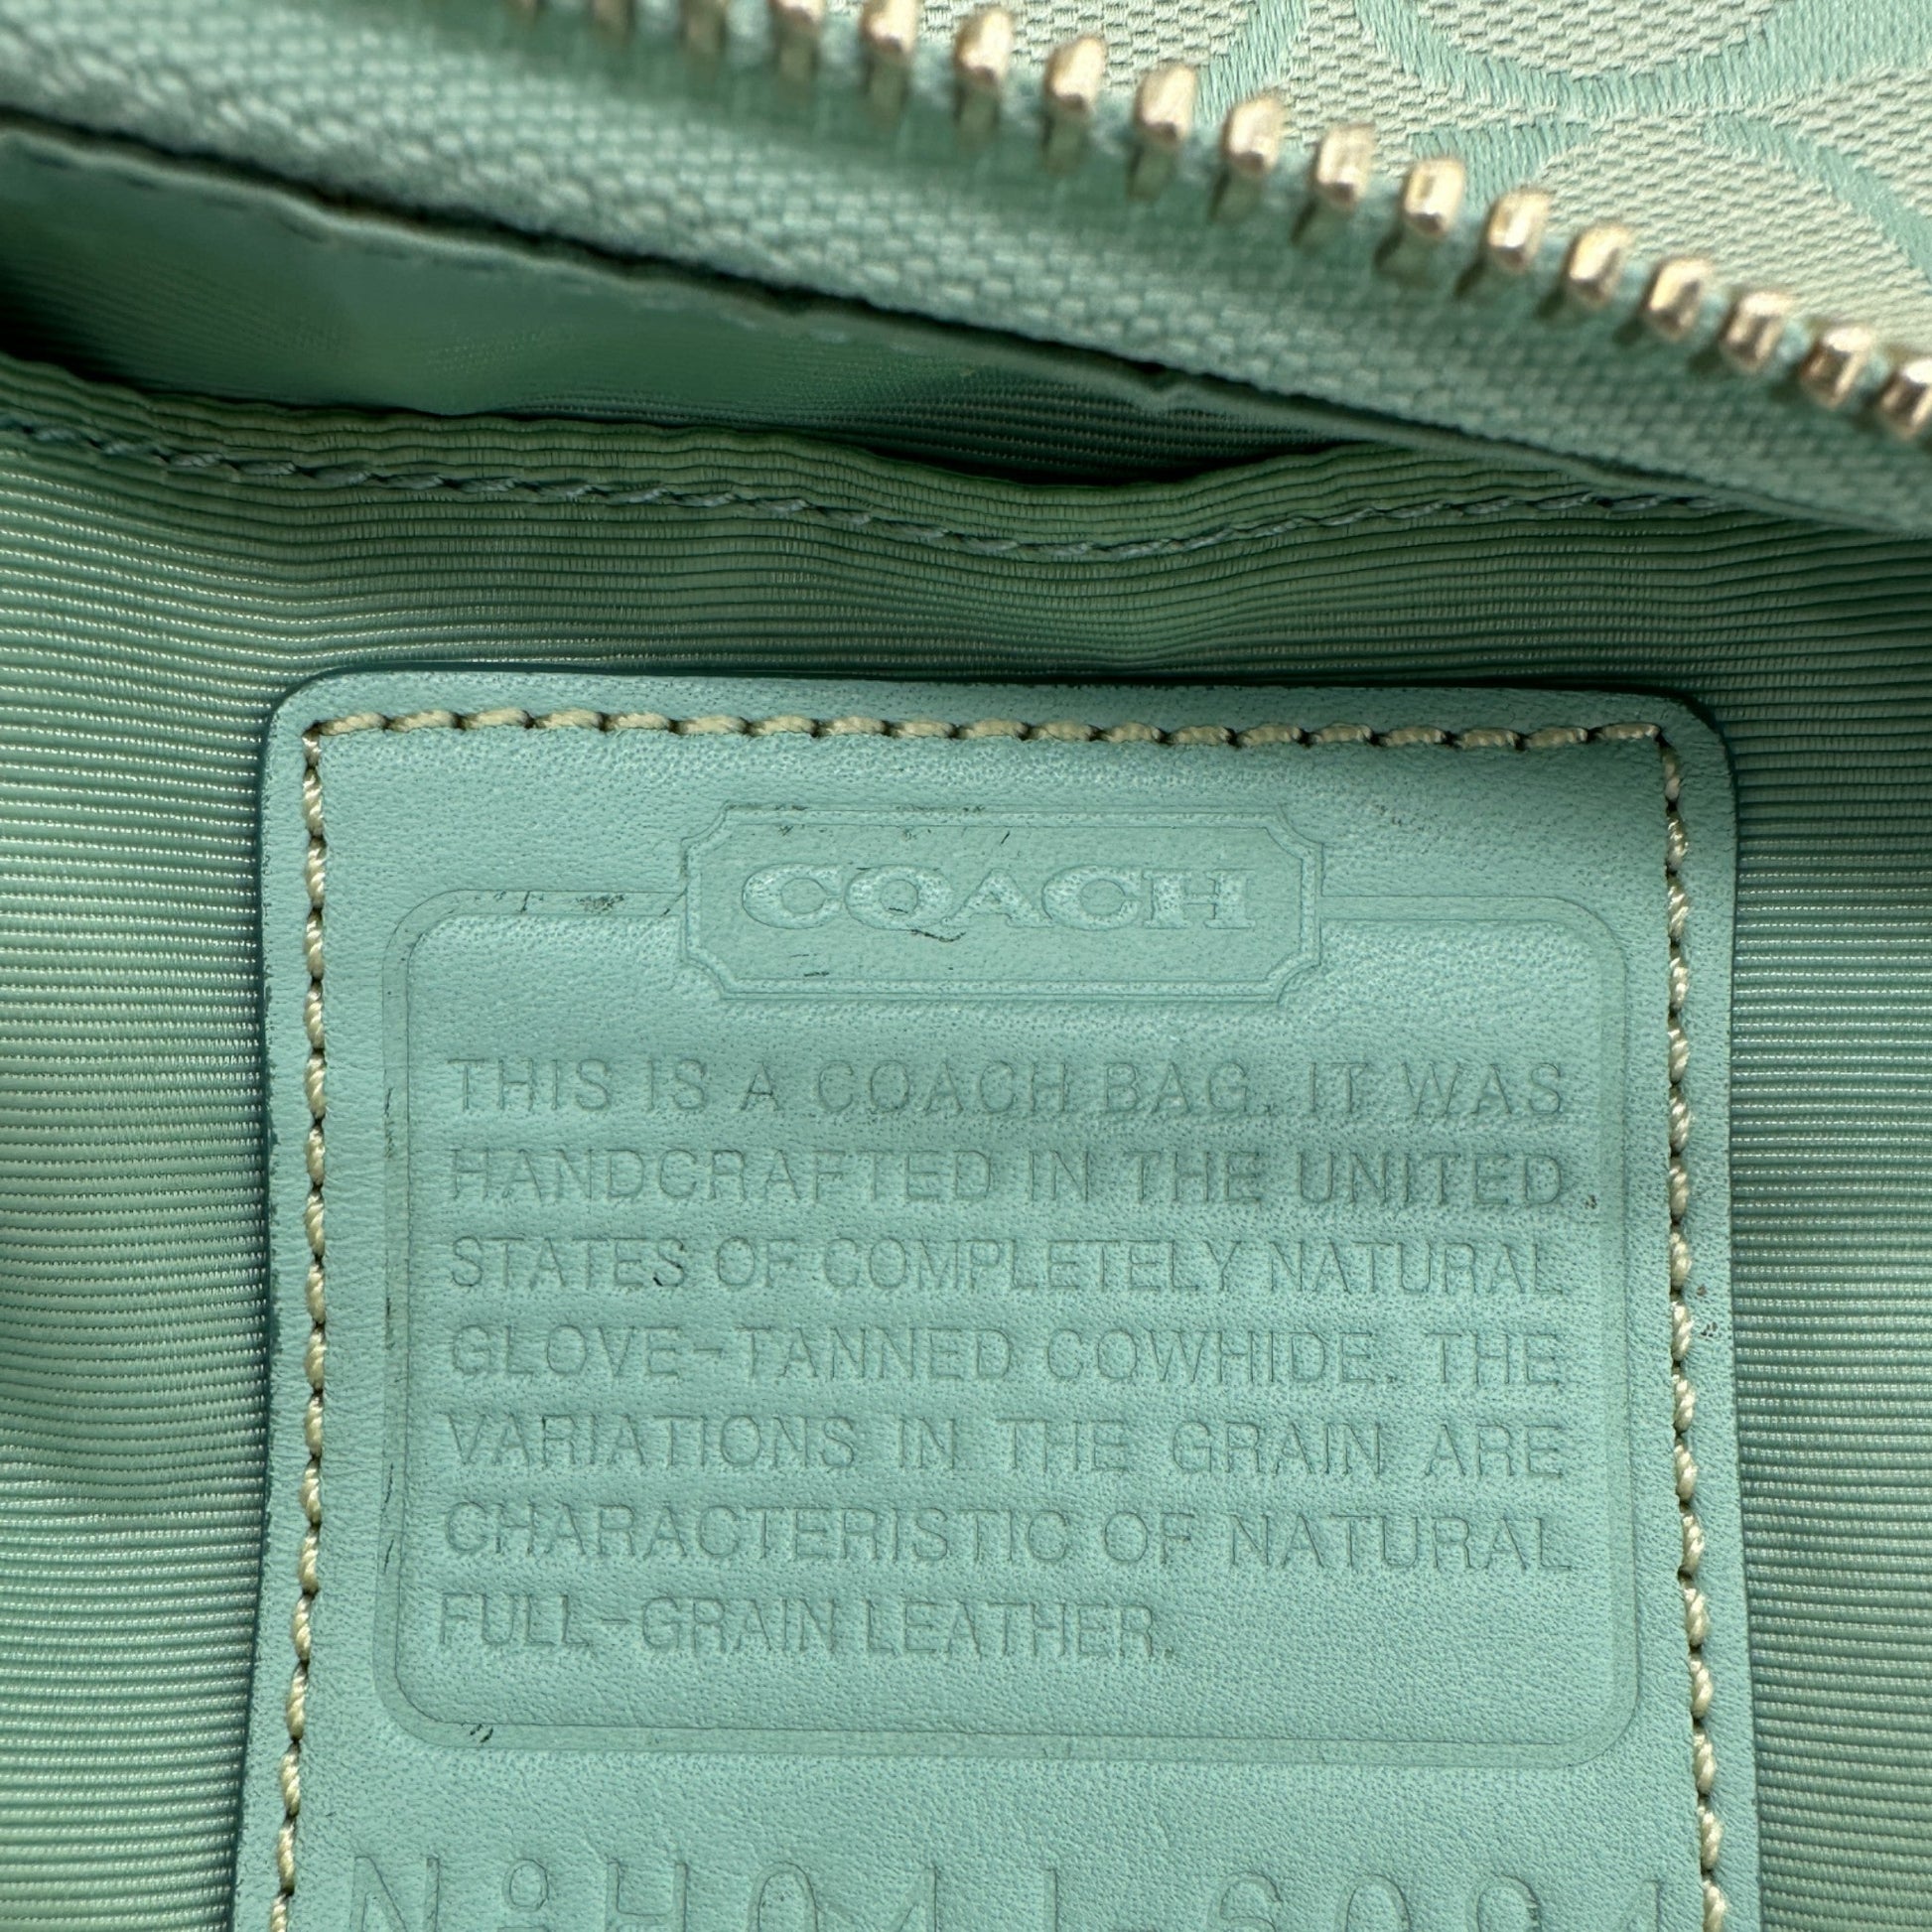 COACH
THIS IS A COACH BAG. IT WAS
HANDCRAFTED IN THE UNITED
STATES OF COMPLETELY NATURAL
GLOVE-TANNED COWHIDE. THE
VARIATIONS IN THE GRAIN ARE
CHARACTERISTIC OF NATURAL
FULL-GRAIN LEATHER.